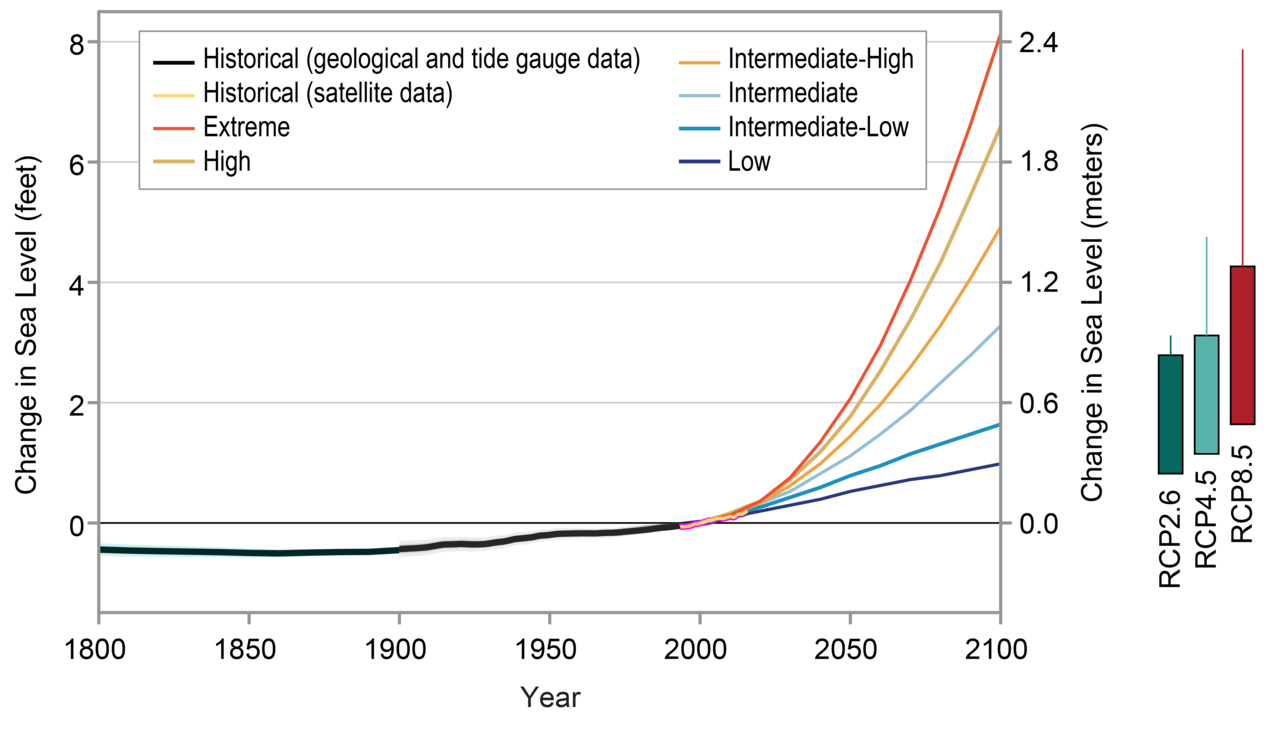 Change in Sea Level (feet)
8
6
4
2
0
Historical (geological and tide gauge data)
Historical (satellite data)
Extreme
High
Intermediate-High
Intermediate
Intermediate-Low
Low
2.4
1.8
1.2
0.6
0.0
Change in Sea Level (meters)
RCP2.6
RCP4.5
RCP8.5
1800
1850
1900
1950
2000
2050
2100
Year